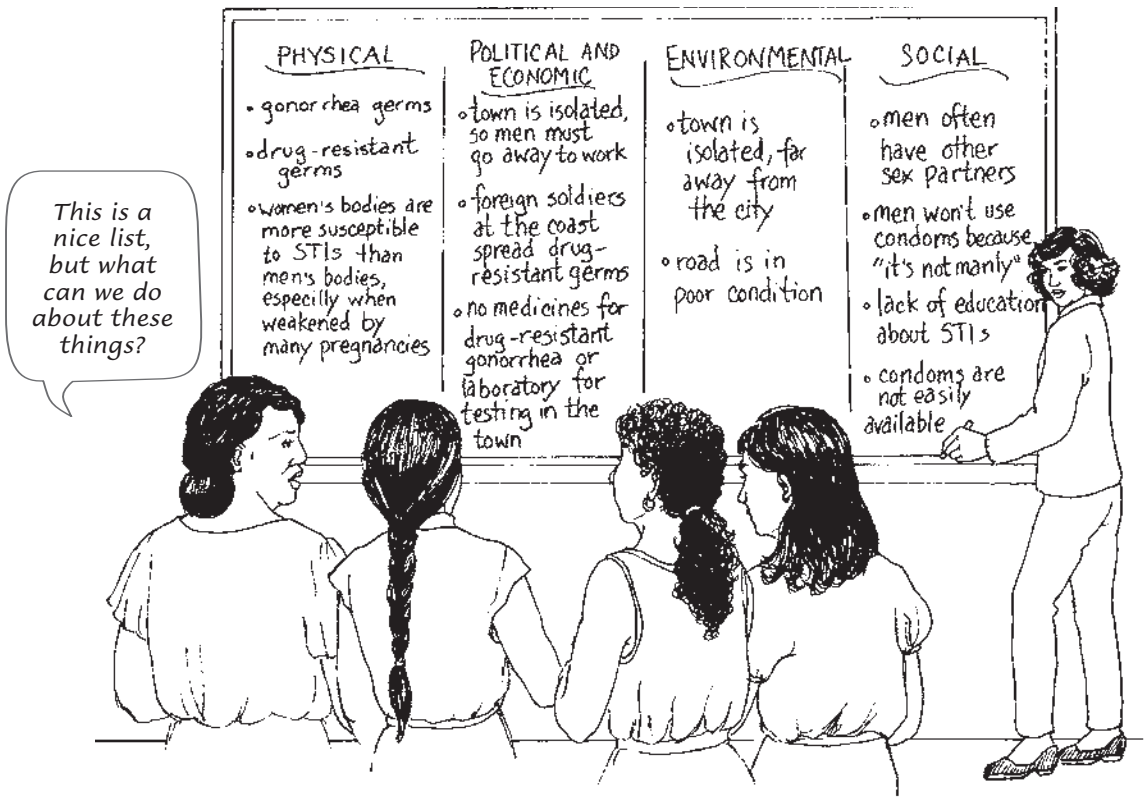 This is a
nice list,
but what
can we do
about these
things?
PHYSICAL
• gonorrhea germs
• drug-resistant
germs
• women's bodies are
more susceptible
to STIs than
men's bodies,
especilly when
weakened by
many pregnancies
POLITICAL AND
ECONOMIC
• town is isolated,
so men must
go away to work
• foreign soldiers
at the coast
spread drug-
resistant germs
• no medicines for
drug-resistant
gonorrhea or
laboratory for
testing in the
town
ENVIRONMENTAL
• town is
isolated, far
away from
the city
• road is in
poor condition
SOCIAL
• men often
have other
sex partners
• men won't use
condoms because
"it's not manly"
• lack of education
about STIs
• condoms are
not easily
available